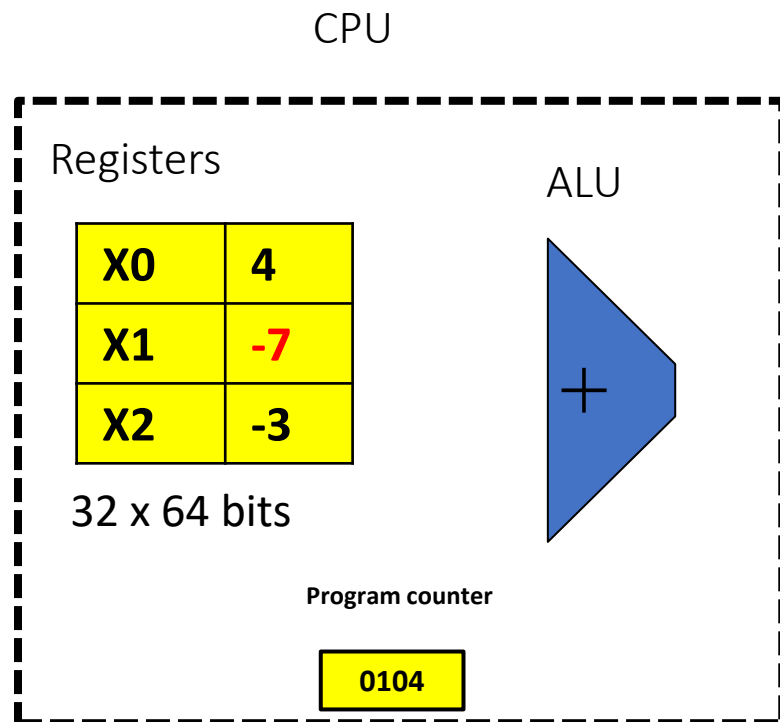 CPU
Registers
ALU
X0 4
X1 -7
X2 -3
+
32 x 64 bits
Program counter
0104